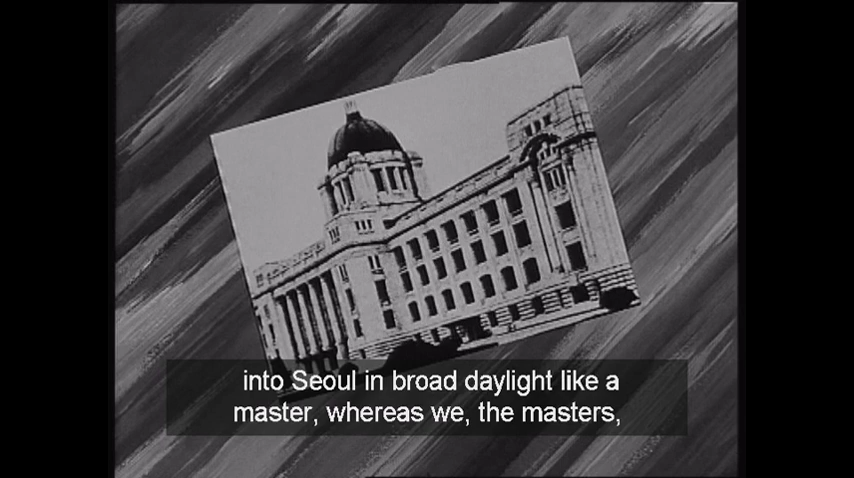 into Seoul in broad daylight like a
master, whereas we, the masters,